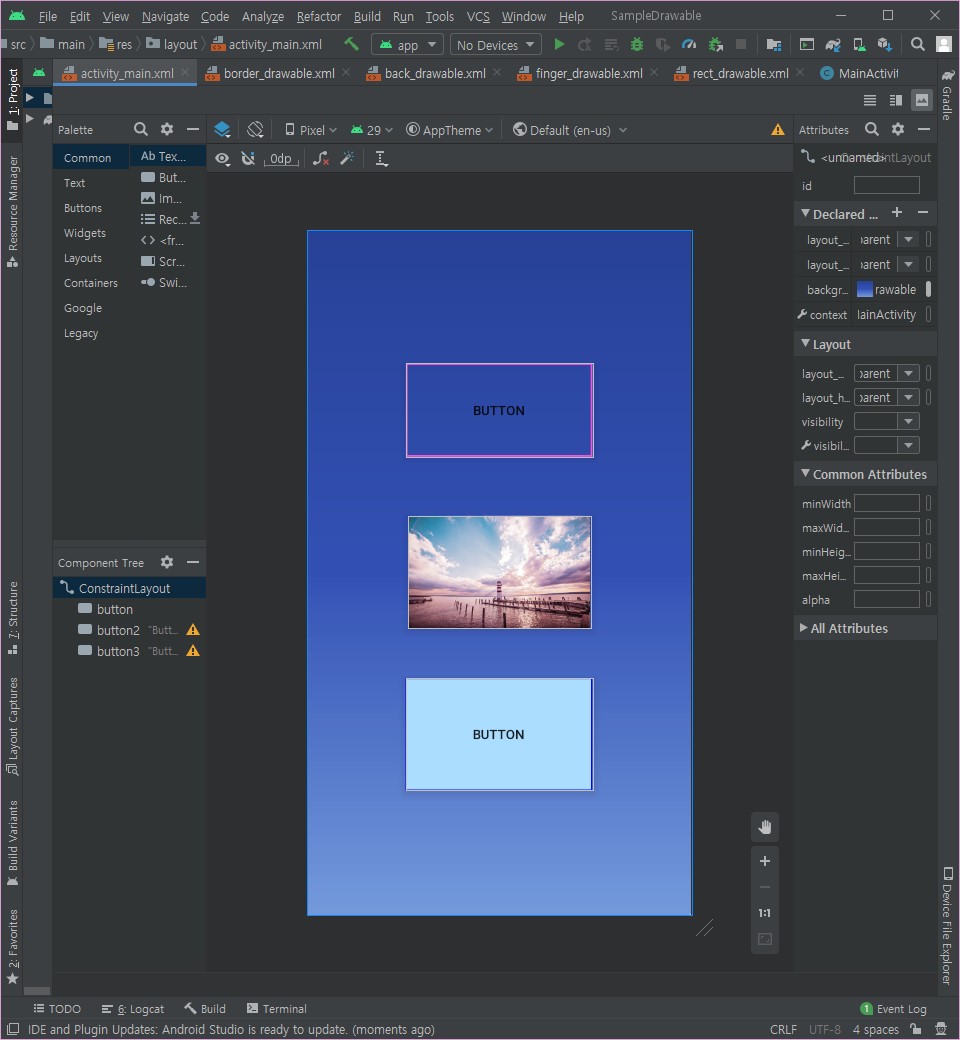 File Edit View Navigate Code Analyze Refactor Build Run Tools VCS Window Help SampleDrawable
src main res layout activity_main.xml app No Devices
activity_main.xml border_drawable.xml back_drawable.xml finger_drawable.xml rect_drawable.xml C MainActivit
1: Project
Resource Manager
7: Structure
Layout Captures
Build Variants
2: Favorites
Palette
Common
Text
Buttons
Widgets
Layouts
Containers
Google
Legacy
Ab Tex...
But...
Im...
Rec...
<fr...
Scr...
Swi...
Component Tree
ConstraintLayout
button
button2 "Butt...
button3 "Butt...
Pixel 29 AppTheme Default (en-us)
0dp
BUTTON
BUTTON
1:1
Attributes
<unnamed> ConstraintLayout
id
Declared ...
layout_... parent
layout_... parent
backgr... rawable
context lainActivity
Layout
layout_... parent
layout_h... parent
visibility
visibil...
Common Attributes
minWidth
maxWid...
minHeig...
maxHei...
alpha
All Attributes
Gradle
Device File Explorer
TODO 6: Logcat Build Terminal 1 Event Log
IDE and Plugin Updates: Android Studio is ready to update. (moments ago) CRLF UTF-8 4 spaces